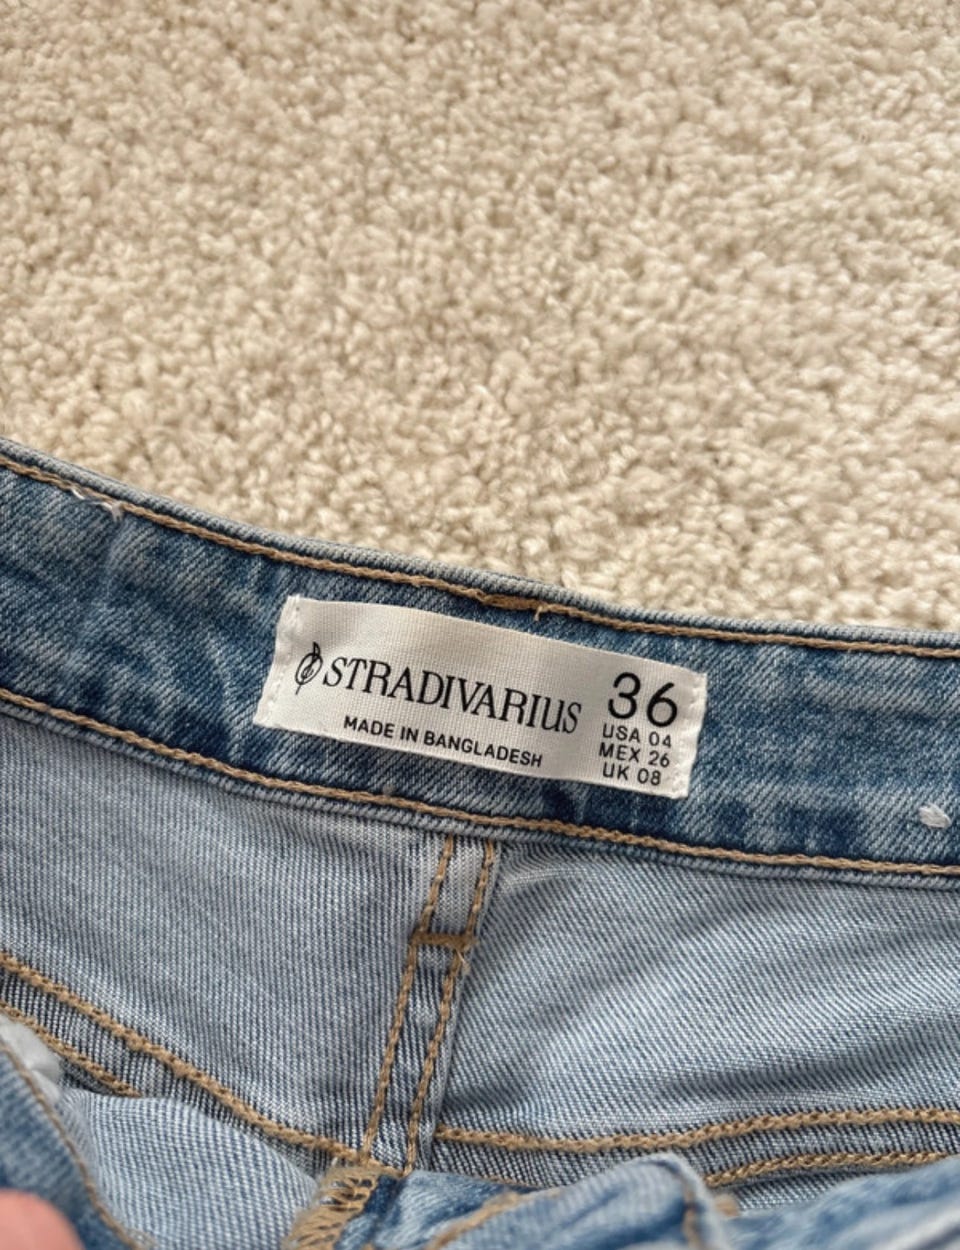 STRADIVARIUS
MADE IN BANGLADESH
36
USA 04
MEX 26
UK 08